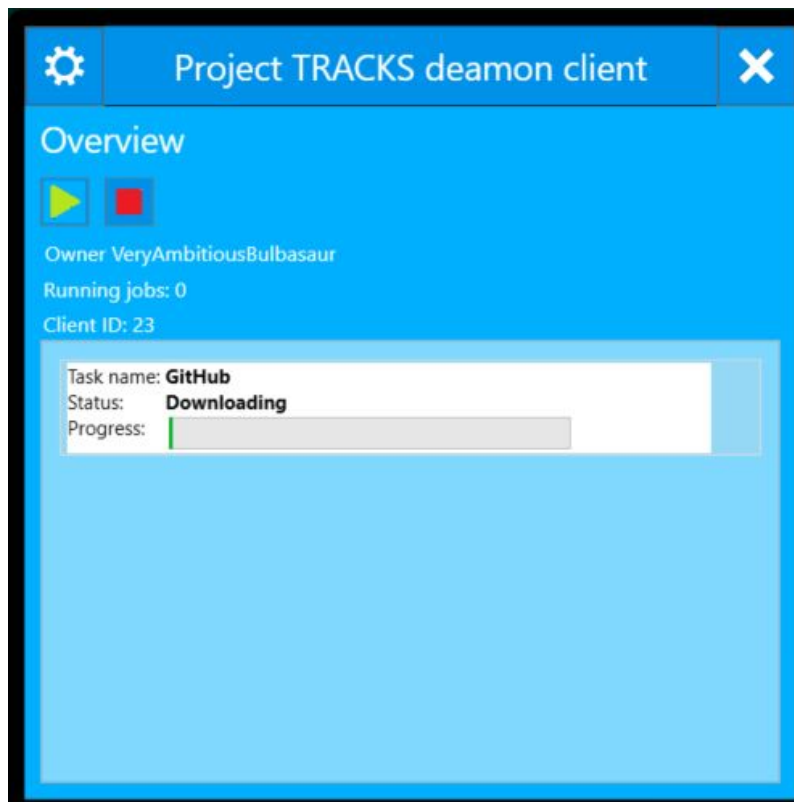 Project TRACKS deamon client
Overview
Owner VeryAmbitiousBulbasaur
Running jobs: 0
Client ID: 23
Task name: GitHub
Status: Downloading
Progress: